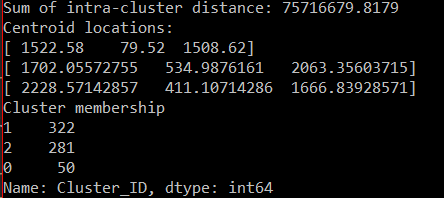 Sum of intra-cluster distance: 75716679.8179
Centroid locations:
[ 1522.58    79.52  1508.62]
[ 1702.05572755   534.9876161   2063.35603715]
[ 2228.57142857   411.10714286  1666.83928571]
Cluster membership
1    322
2    281
0     50
Name: Cluster_ID, dtype: int64